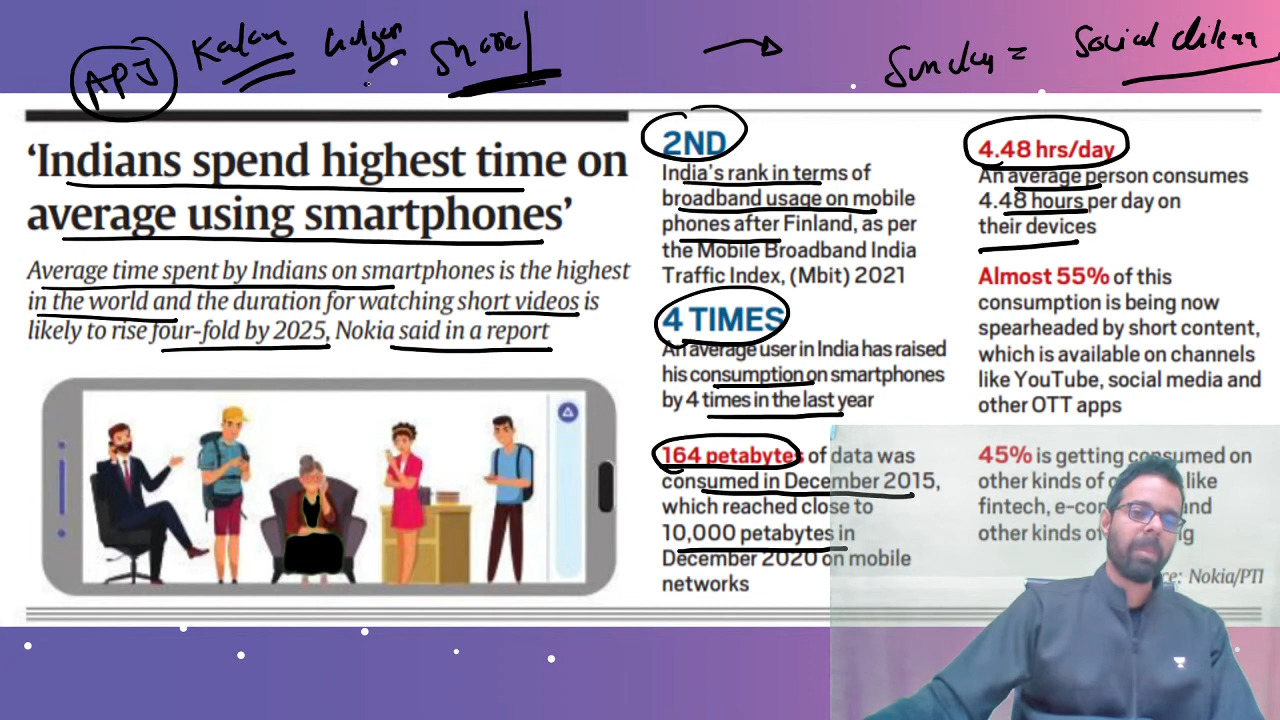 APJ Kalam
Share
Sunday = Social
‘Indians spend highest time on
average using smartphones’
Average time spent by Indians on smartphones is the highest
in the world and the duration for watching short videos is
likely to rise four-fold by 2025, Nokia said in a report
2ND
India’s rank in terms of
broadband usage on mobile
phones after Finland, as per
the Mobile Broadband India
Traffic Index, (Mbit) 2021
4 TIMES
An average user in India has raised
his consumption on smartphones
by 4 times in the last year
164 petabytes of data was
consumed in December 2015,
which reached close to
10,000 petabytes in
December 2020 on mobile
networks
4.48 hrs/day
An average person consumes
4.48 hours per day on
their devices
Almost 55% of this
consumption is being now
spearheaded by short content,
which is available on channels
like YouTube, social media and
other OTT apps
45% is getting consumed on
other kinds of like
fintech, and
other kinds
Nokia/PTI